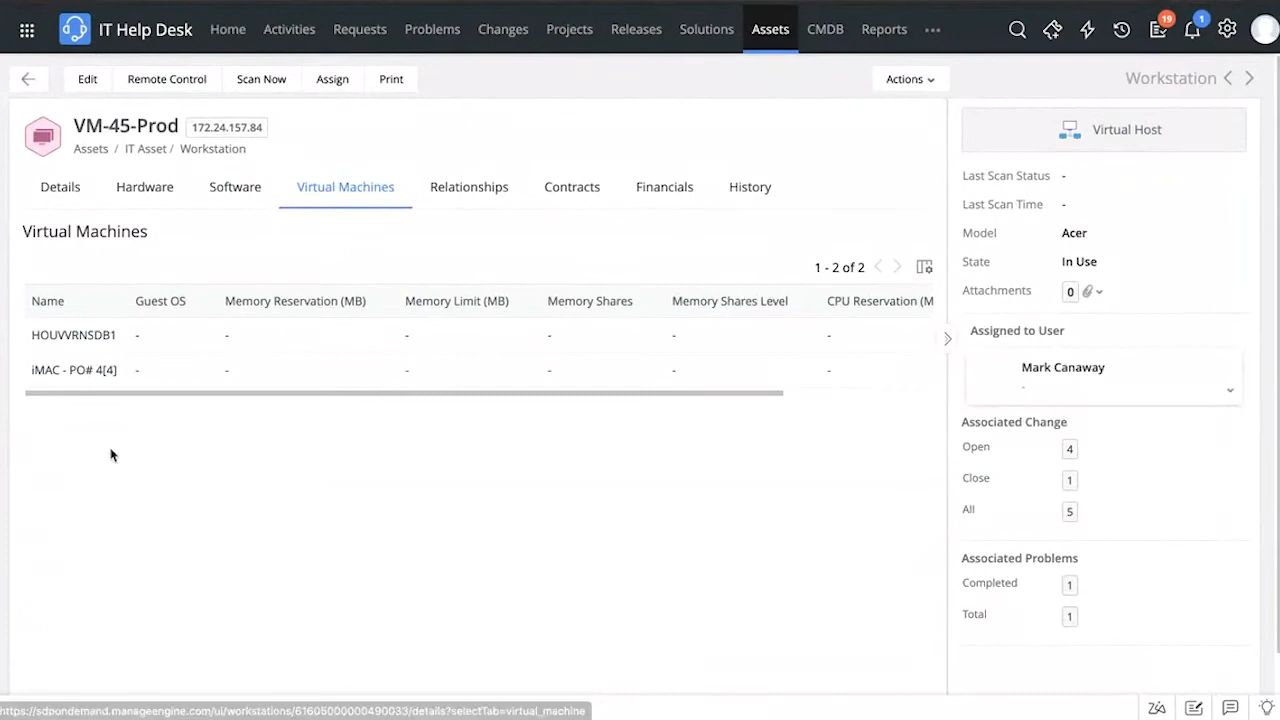 IT Help Desk Home Activities Requests Problems Changes Projects Releases Solutions Assets CMDB Reports ••• 19 1
Edit Remote Control Scan Now Assign Print Actions Workstation
VM-45-Prod 172.24.157.84
Assets / IT Asset / Workstation
Details Hardware Software Virtual Machines Relationships Contracts Financials History
Virtual Machines
1 - 2 of 2
Name Guest OS Memory Reservation (MB) Memory Limit (MB) Memory Shares Memory Shares Level CPU Reservation (M
HOUVVRNSDB1 - - - - - -
iMAC - PO# 4[4] - - - - - -
Virtual Host
Last Scan Status -
Last Scan Time -
Model Acer
State In Use
Attachments 0
Assigned to User
Mark Canaway
-
Associated Change
Open 4
Close 1
All 5
Associated Problems
Completed 1
Total 1
https://sdpondemand.manageengine.com/ui/workstations/61605000000490033/details?selectTab=virtual_machine